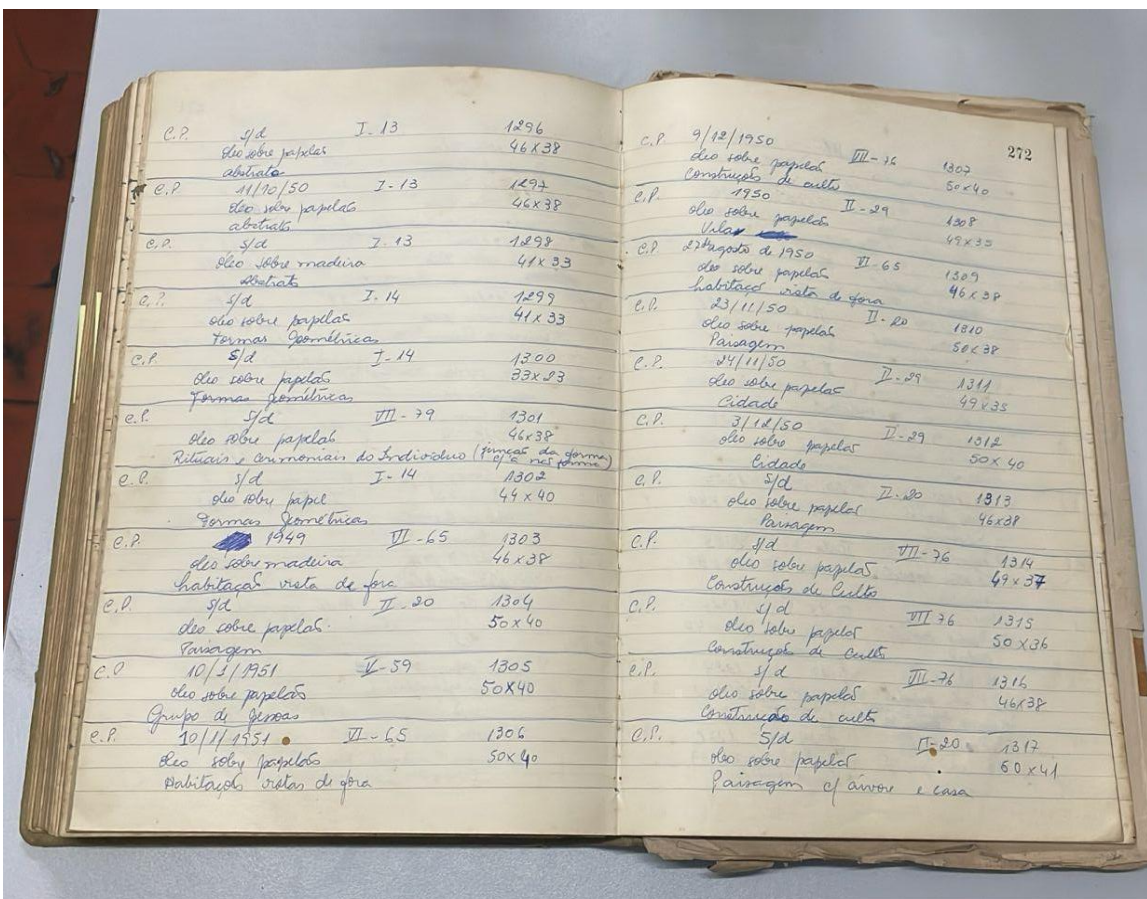 C.P. s/d I-13 1296
óleo sobre papelão 46x38
abstrato
C.P. 11/10/50 I-13 1297
óleo sobre papelão 46x38
abstrato
C.P. s/d I-13 1298
óleo sobre madeira 41x33
Abstrato
C.P. s/d I-14 1299
óleo sobre papelão 41x33
Formas Geométricas
C.P. s/d I-14 1300
óleo sobre papelão 33x23
Formas Geométricas
C.P. s/d VII-79 1301
óleo sobre papelão 46x38
Rituais e Cerimoniais do Indivíduo (função da forma
c/a
C.P. s/d I-14 1302
óleo sobre papel 44x40
Formas Geométricas
C.P. 1949 VI-65 1303
óleo sobre madeira 46x38
habitação vista de fora
C.P. s/d II-20 1304
óleo sobre papelão. 50x40
Paisagem
C.P 10/1/1951 V-59 1305
óleo sobre papelão 50x40
Grupo de pessoas
C.P. 10/1/1951 VI-65 1306
óleo sobre papelão 50x40
Habitações vistas de fora
272
C.P. 9/12/1950 VII-76 1307
óleo sobre papelão 50x40
Construções de culto
C.P. 1950 II-29 1308
óleo sobre papelão 49x35
Vila
C.P 27 agosto de 1950 VI-65 1309
óleo sobre papelão 46x38
habitação vista de fora
C.P. 23/11/50 II-20 1310
óleo sobre papelão 50x38
Paisagem
C.P. 24/11/50 II-29 1311
óleo sobre papelão 49x35
Cidade
C.P. 3/12/50 II-29 1312
óleo sobre papelão 50x40
Cidade
C.P. s/d II-20 1313
óleo sobre papelão 46x38
Paisagem
C.P. s/d VII-76 1314
óleo sobre papelão 49x37
Construções de Culto
C.P. s/d VII 76 1315
óleo sobre papelão 50x36
Construções de culto
C.P. s/d VII-76 1316
óleo sobre papelão 46x38
Construção de culto
C.P. S/d II-20 1317
óleo sobre papelão 60x41
Paisagem c/ árvore e casa